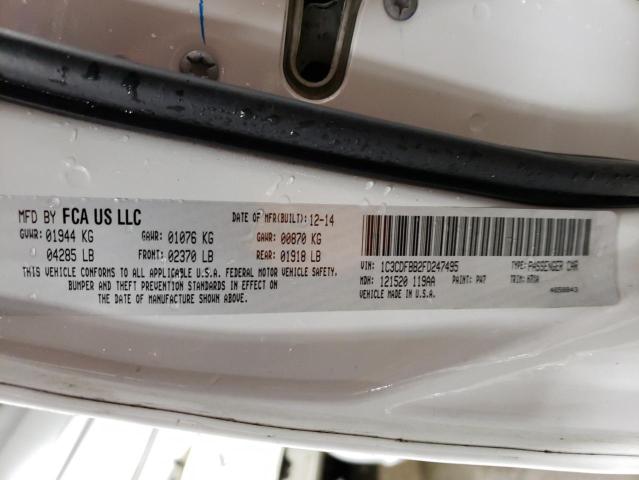 MFD BY FCA US LLC DATE OF MFR(BUILT): 12-14
GVWR: 01944 KG GAWR: 01076 KG GAWR: 00870 KG
04285 LB FRONT: 02370 LB REAR: 01918 LB
THIS VEHICLE CONFORMS TO ALL APPLICABLE U.S.A. FEDERAL MOTOR VEHICLE SAFETY,
BUMPER AND THEFT PREVENTION STANDARDS IN EFFECT ON
THE DATE OF MANUFACTURE SHOWN ABOVE.
VIN: 1C3CDFBB2FD247495 TYPE: PASSENGER CAR
MDH: 121520 119AA PAINT: PW7 TRIM:
VEHICLE MADE IN U.S.A. 4658843